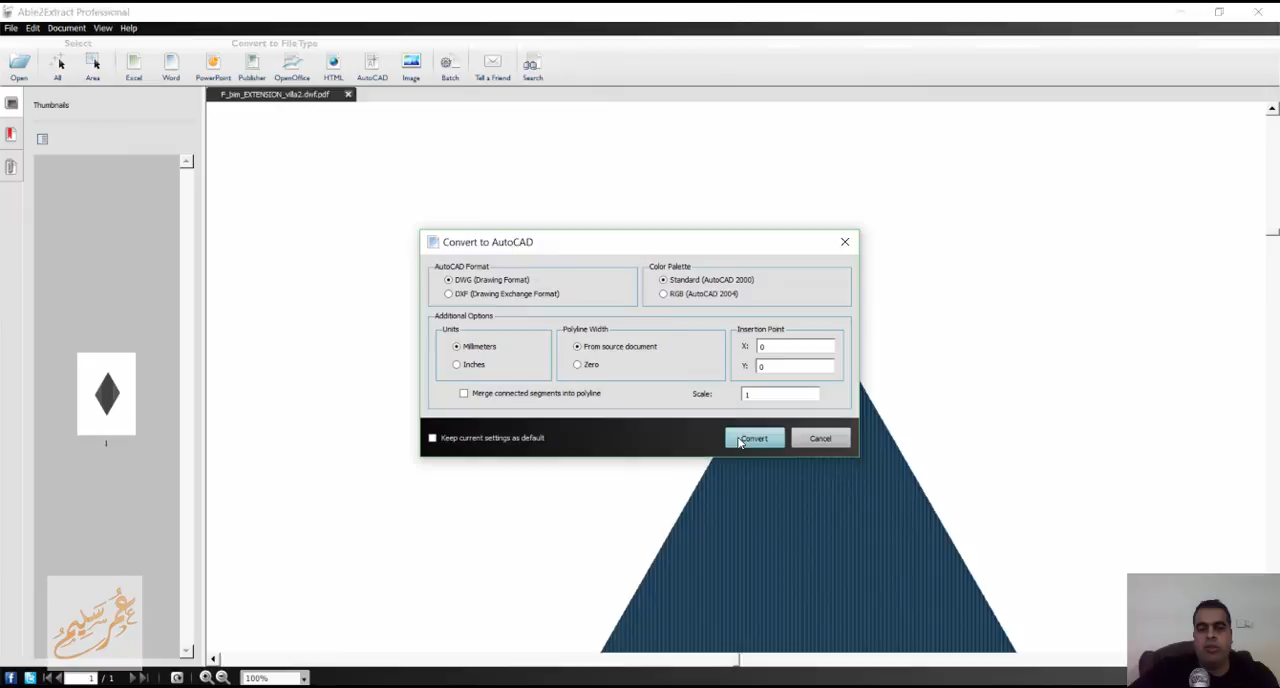 Able2Extract Professional
File Edit Document View Help
Select Convert to File Type
Open All Area Excel Word PowerPoint Publisher OpenOffice HTML AutoCAD Image Batch Tell a Friend Search
F_bim_EXTENSION_villa2.dwf.pdf
Thumbnails
1
Convert to AutoCAD
AutoCAD Format
DWG (Drawing Format)
DXF (Drawing Exchange Format)
Color Palette
Standard (AutoCAD 2000)
RGB (AutoCAD 2004)
Additional Options
Units
Millimeters
Inches
Polyline Width
From source document
Zero
Insertion Point
X: 0
Y: 0
Merge connected segments into polyline
Scale: 1
Keep current settings as default
Convert Cancel
عمر سليم
1 / 1 100%